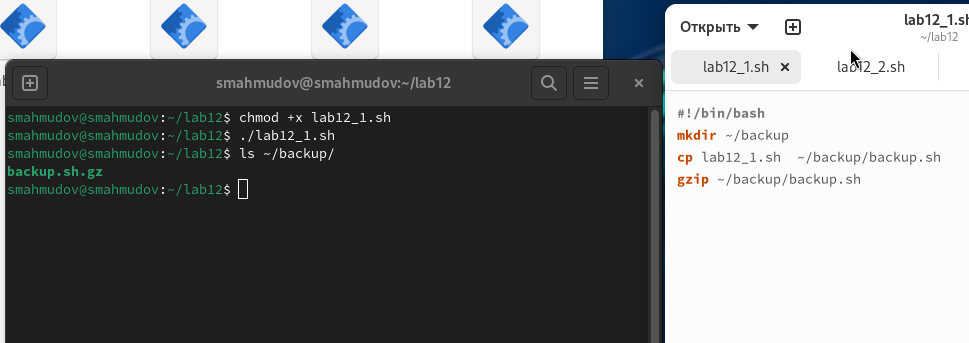 smahmudov@smahmudov:~/lab12
smahmudov@smahmudov:~/lab12$ chmod +x lab12_1.sh
smahmudov@smahmudov:~/lab12$ ./lab12_1.sh
smahmudov@smahmudov:~/lab12$ ls ~/backup/
backup.sh.gz
smahmudov@smahmudov:~/lab12$
Открыть
lab12_1.sh
~/lab12
lab12_1.sh
lab12_2.sh
#!/bin/bash
mkdir ~/backup
cp lab12_1.sh  ~/backup/backup.sh
gzip ~/backup/backup.sh